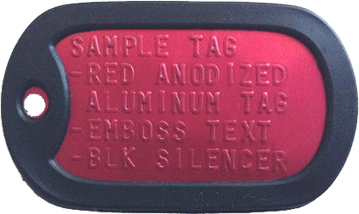 SAMPLE TAG
-RED ANODIZED
ALUMINUM TAG
-EMBOSS TEXT
-BLK SILENCER